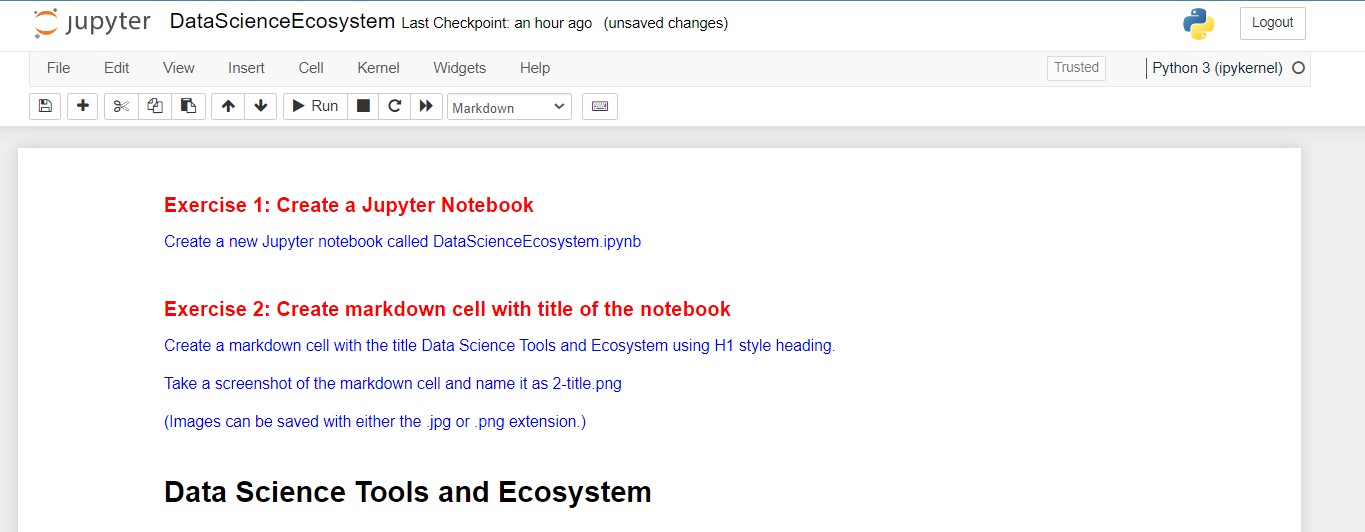 jupyter DataScienceEcosystem Last Checkpoint: an hour ago (unsaved changes) Logout
File Edit View Insert Cell Kernel Widgets Help Trusted Python 3 (ipykernel)
Run Markdown
Exercise 1: Create a Jupyter Notebook
Create a new Jupyter notebook called DataScienceEcosystem.ipynb
Exercise 2: Create markdown cell with title of the notebook
Create a markdown cell with the title Data Science Tools and Ecosystem using H1 style heading.
Take a screenshot of the markdown cell and name it as 2-title.png
(Images can be saved with either the .jpg or .png extension.)
Data Science Tools and Ecosystem